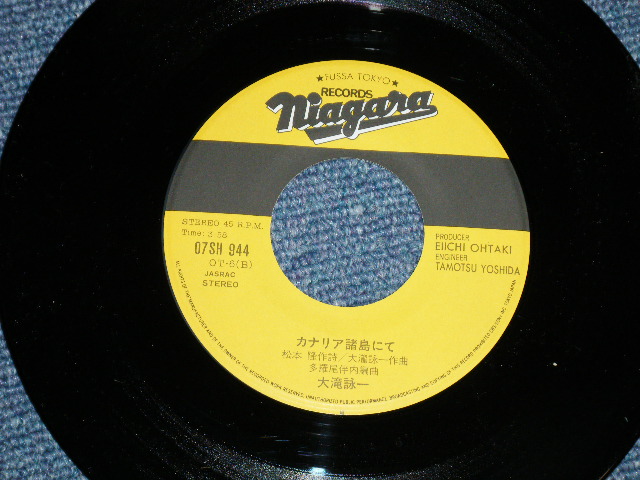 ★FUSSA TOKYO★
RECORDS
Niagara
STEREO 45 R.P.M.
Time: 3:58
07SH 944
OT-6(B)
JASRAC
STEREO
PRODUCER
EIICHI OHTAKI
ENGINEER
TAMOTSU YOSHIDA
カナリア諸島にて
松本 隆作詩/大瀧詠一作曲
多羅尾伴内編曲
大滝詠一